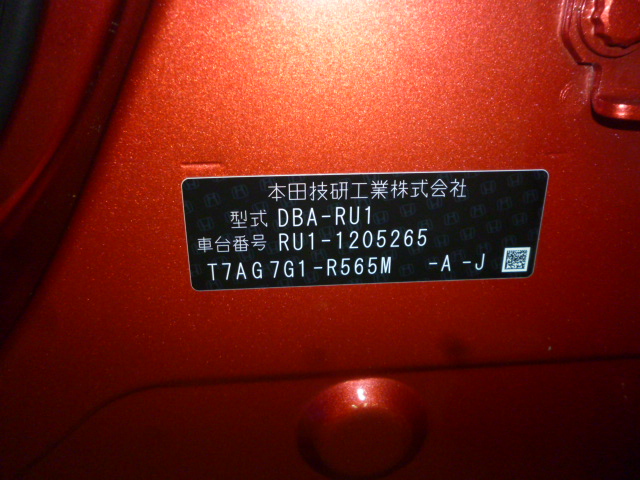 本田技研工業株式会社
型式 DBA-RU1
車台番号 RU1-1205265
T7AG7G1-R565M -A-J